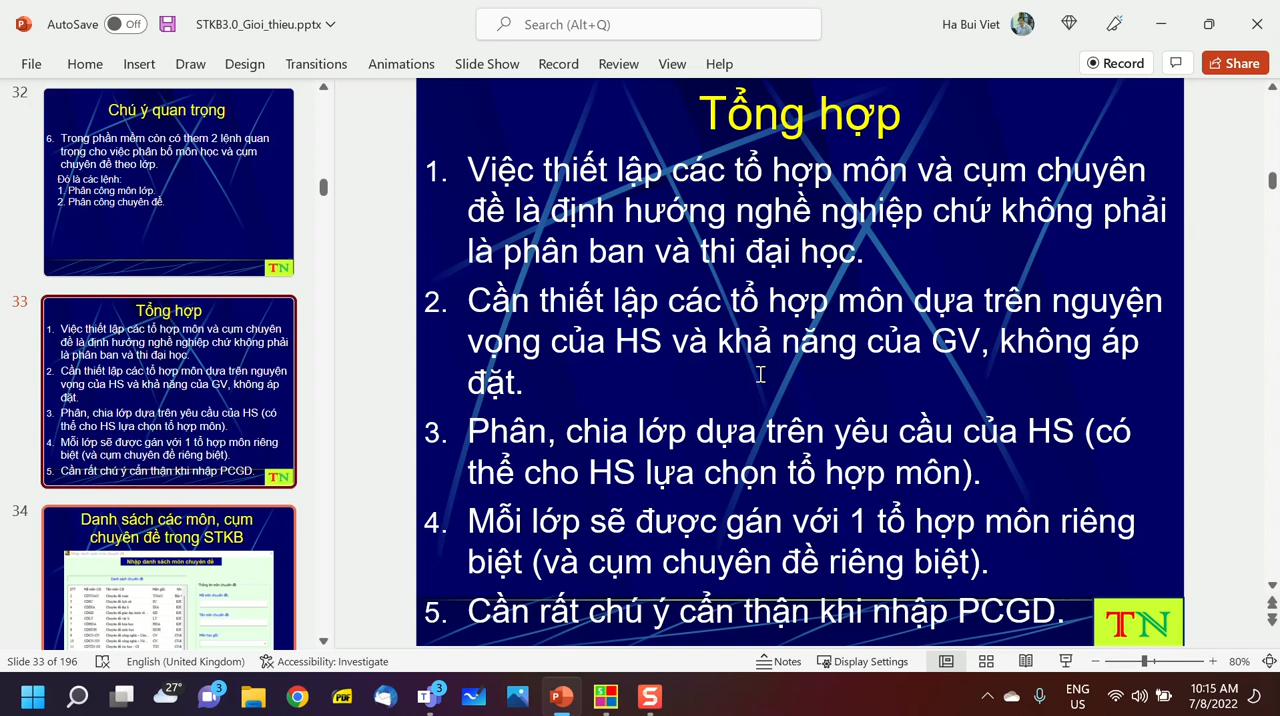 AutoSave Off STKB3.0_Gioi_thieu.pptx Search (Alt+Q) Ha Bui Viet
File Home Insert Draw Design Transitions Animations Slide Show Record Review View Help Record Share
32
Chú ý quan trọng
6. Trong phần mềm còn có them 2 lệnh quan
trọng cho việc phân bổ môn học và cụm
chuyên đề theo lớp.
Đó là các lệnh:
1. Phân công môn lớp.
2. Phân công chuyên đề.
TN
33
Tổng hợp
1. Việc thiết lập các tổ hợp môn và cụm chuyên
đề là định hướng nghề nghiệp chứ không phải
là phân ban và thi đại học.
2. Cần thiết lập các tổ hợp môn dựa trên nguyện
vọng của HS và khả năng của GV, không áp
đặt.
3. Phân, chia lớp dựa trên yêu cầu của HS (có
thể cho HS lựa chọn tổ hợp môn).
4. Mỗi lớp sẽ được gán với 1 tổ hợp môn riêng
biệt (và cụm chuyên đề riêng biệt).
5. Cần rất chú ý cẩn thận khi nhập PCGD.
TN
34
Danh sách các môn, cụm
chuyên đề trong STKB
Nhập danh sách môn chuyên đề
Danh sách chuyên đề
Tổng hợp
1. Việc thiết lập các tổ hợp môn và cụm chuyên
đề là định hướng nghề nghiệp chứ không phải
là phân ban và thi đại học.
2. Cần thiết lập các tổ hợp môn dựa trên nguyện
vọng của HS và khả năng của GV, không áp
đặt.
3. Phân, chia lớp dựa trên yêu cầu của HS (có
thể cho HS lựa chọn tổ hợp môn).
4. Mỗi lớp sẽ được gán với 1 tổ hợp môn riêng
biệt (và cụm chuyên đề riêng biệt).
5. Cần rất chú ý cẩn thận khi nhập PCGD.
TN
Slide 33 of 196 English (United Kingdom) Accessibility: Investigate Notes Display Settings 80%
27° 3 PDF 3 ENG 10:15 AM
US 7/8/2022